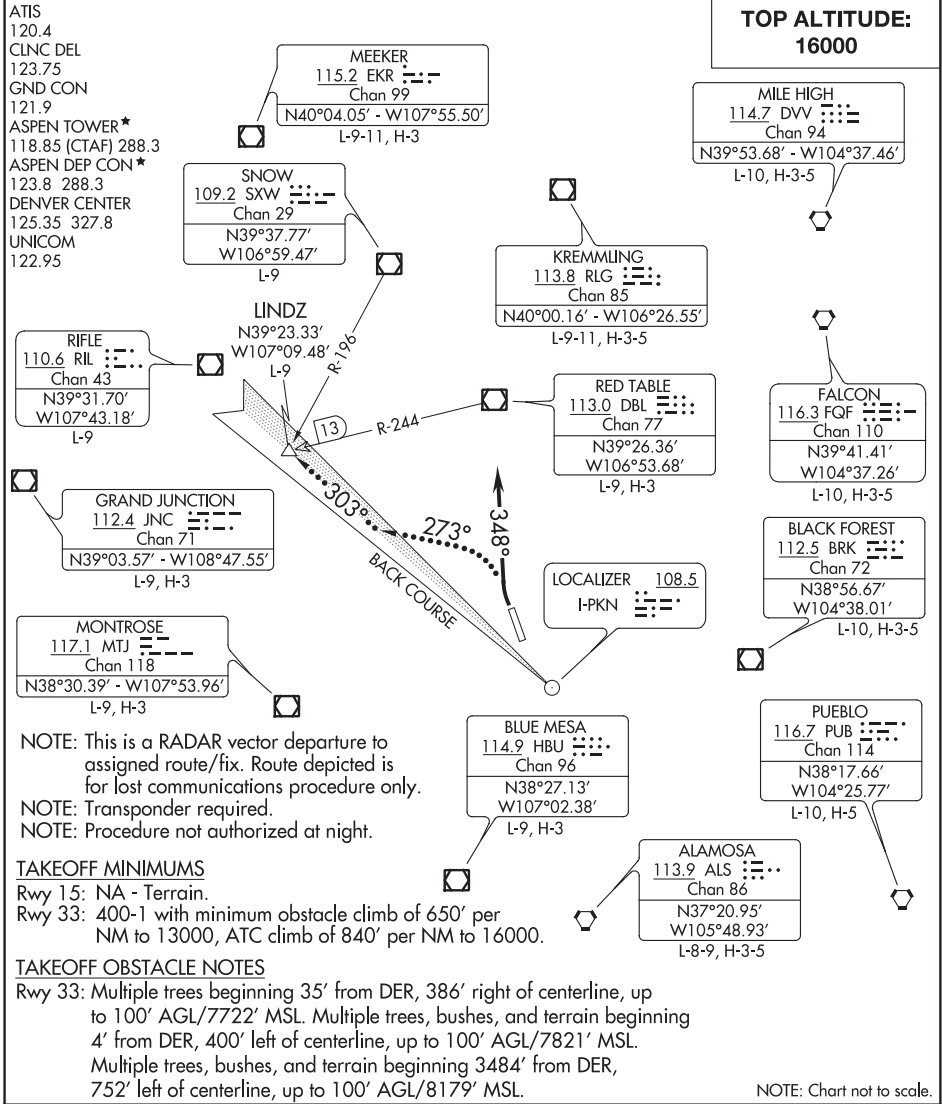 ATIS
120.4
CLNC DEL
123.75
GND CON
121.9
ASPEN TOWER★
118.85 (CTAF) 288.3
ASPEN DEP CON★
123.8 288.3
DENVER CENTER
125.35 327.8
UNICOM
122.95
TOP ALTITUDE:
16000
MEEKER
115.2 EKR
Chan 99
N40°04.05′ - W107°55.50′
L-9-11, H-3
MILE HIGH
114.7 DVV
Chan 94
N39°53.68′ - W104°37.46′
L-10, H-3-5
SNOW
109.2 SXW
Chan 29
N39°37.77′
W106°59.47′
L-9
KREMMLING
113.8 RLG
Chan 85
N40°00.16′ - W106°26.55′
L-9-11, H-3-5
LINDZ
N39°23.33′
W107°09.48′
L-9
R-196
RIFLE
110.6 RIL
Chan 43
N39°31.70′
W107°43.18′
L-9
13
R-244
RED TABLE
113.0 DBL
Chan 77
N39°26.36′
W106°53.68′
L-9, H-3
FALCON
116.3 FQF
Chan 110
N39°41.41′
W104°37.26′
L-10, H-3-5
GRAND JUNCTION
112.4 JNC
Chan 71
N39°03.57′ - W108°47.55′
L-9, H-3
303°
273°
348°
BACK COURSE
LOCALIZER 108.5
I-PKN
BLACK FOREST
112.5 BRK
Chan 72
N38°56.67′
W104°38.01′
L-10, H-3-5
MONTROSE
117.1 MTJ
Chan 118
N38°30.39′ - W107°53.96′
L-9, H-3
BLUE MESA
114.9 HBU
Chan 96
N38°27.13′
W107°02.38′
L-9, H-3
PUEBLO
116.7 PUB
Chan 114
N38°17.66′
W104°25.77′
L-10, H-5
ALAMOSA
113.9 ALS
Chan 86
N37°20.95′
W105°48.93′
L-8-9, H-3-5
NOTE: This is a RADAR vector departure to
assigned route/fix. Route depicted is
for lost communications procedure only.
NOTE: Transponder required.
NOTE: Procedure not authorized at night.
TAKEOFF MINIMUMS
Rwy 15: NA - Terrain.
Rwy 33: 400-1 with minimum obstacle climb of 650′ per
NM to 13000, ATC climb of 840′ per NM to 16000.
TAKEOFF OBSTACLE NOTES
Rwy 33: Multiple trees beginning 35′ from DER, 386′ right of centerline, up
to 100′ AGL/7722′ MSL. Multiple trees, bushes, and terrain beginning
4′ from DER, 400′ left of centerline, up to 100′ AGL/7821′ MSL.
Multiple trees, bushes, and terrain beginning 3484′ from DER,
752′ left of centerline, up to 100′ AGL/8179′ MSL.
NOTE: Chart not to scale.